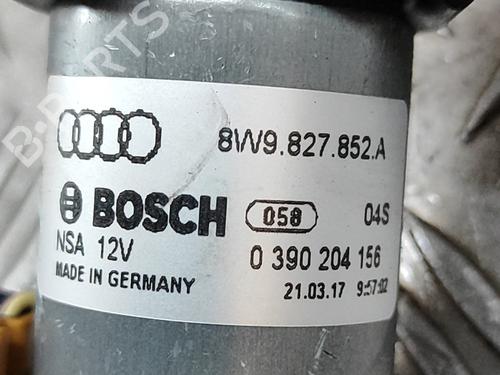 8W9.827.852.A
BOSCH 058 04S
NSA 12V 0 390 204 156
MADE IN GERMANY 21.03.17 9:57:02
B-PARTS